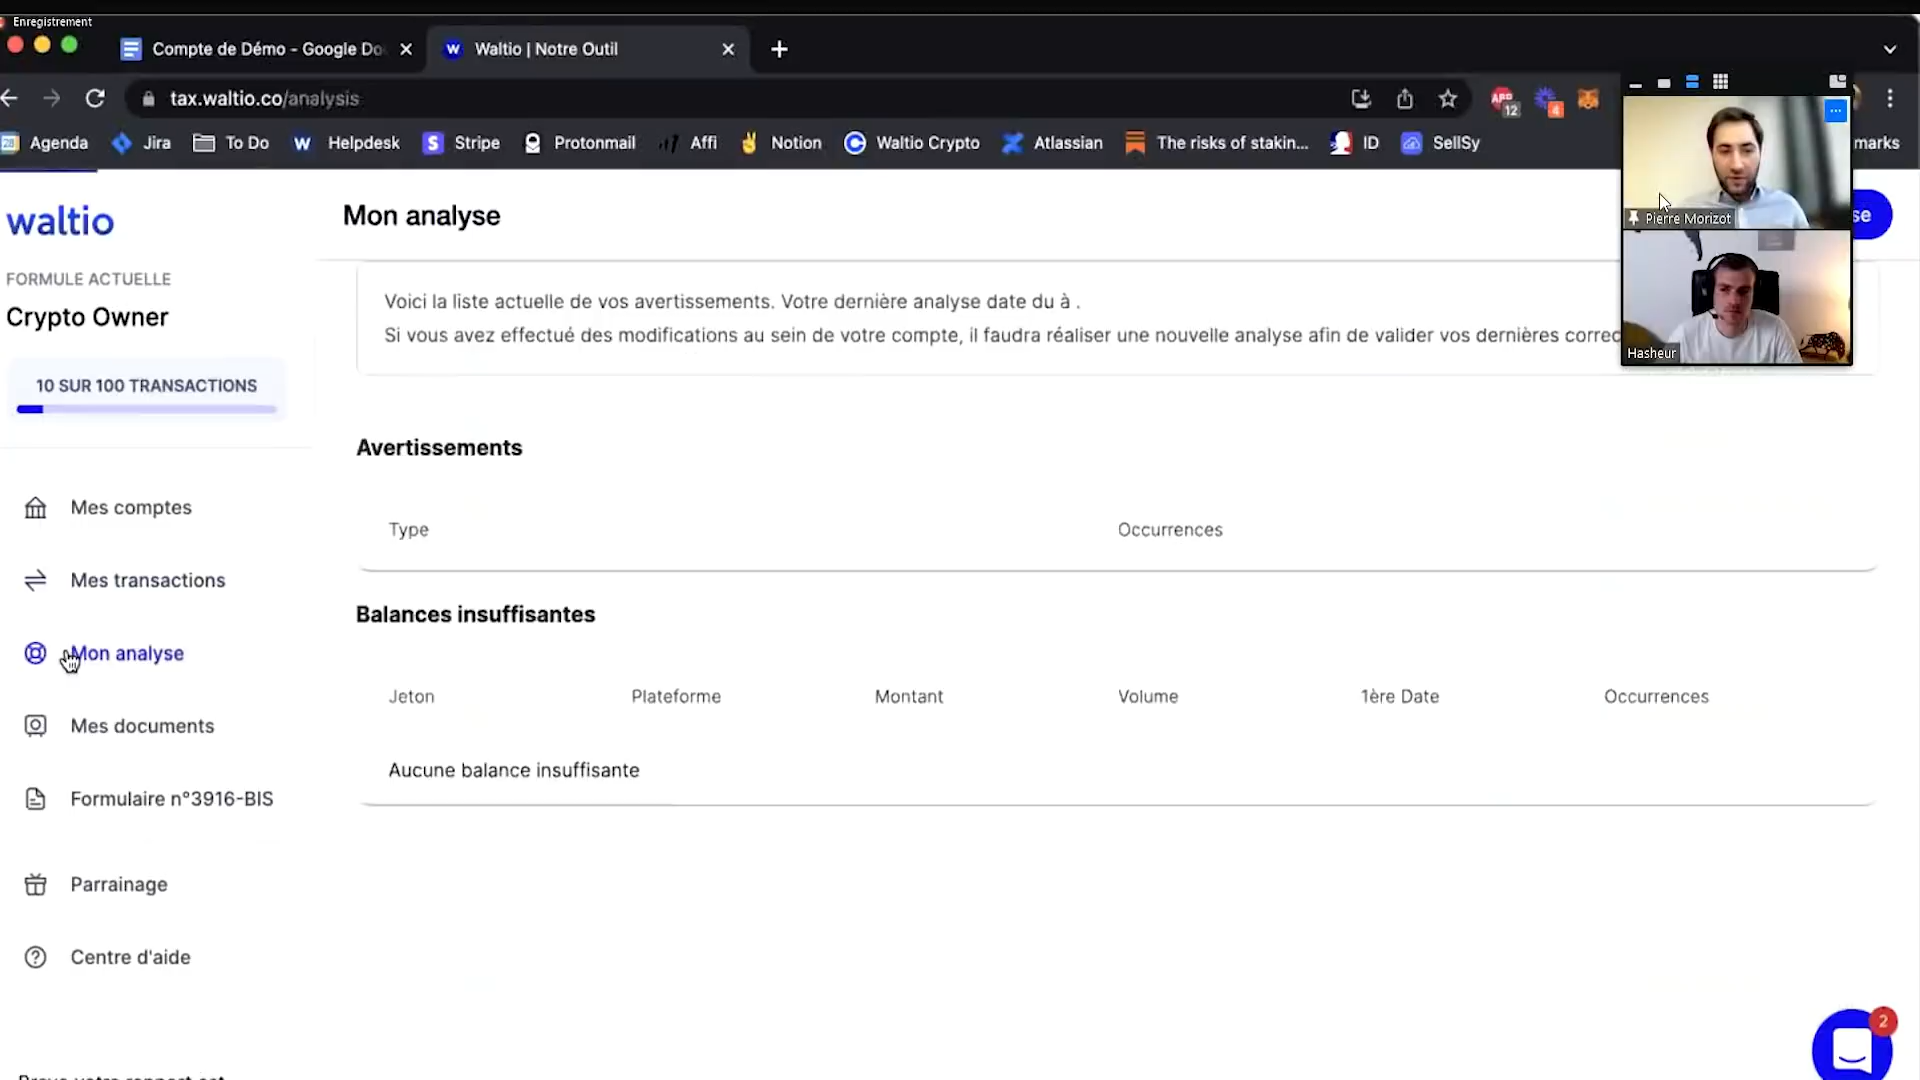 Enregistrement
Compte de Démo - Google Do
Waltio | Notre Outil
tax.waltio.co/analysis
12
4
Agenda
Jira
To Do
Helpdesk
Stripe
Protonmail
Affi
Notion
Waltio Crypto
Atlassian
The risks of stakin...
ID
SellSy
marks
Pierre Morizot
Hasheur
waltio
Mon analyse
se
FORMULE ACTUELLE
Crypto Owner
10 SUR 100 TRANSACTIONS
Voici la liste actuelle de vos avertissements. Votre dernière analyse date du à .
Si vous avez effectué des modifications au sein de votre compte, il faudra réaliser une nouvelle analyse afin de valider vos dernières correc
Avertissements
Type
Occurrences
Balances insuffisantes
Jeton
Plateforme
Montant
Volume
1ère Date
Occurrences
Aucune balance insuffisante
Mes comptes
Mes transactions
Mon analyse
Mes documents
Formulaire n°3916-BIS
Parrainage
Centre d'aide
2